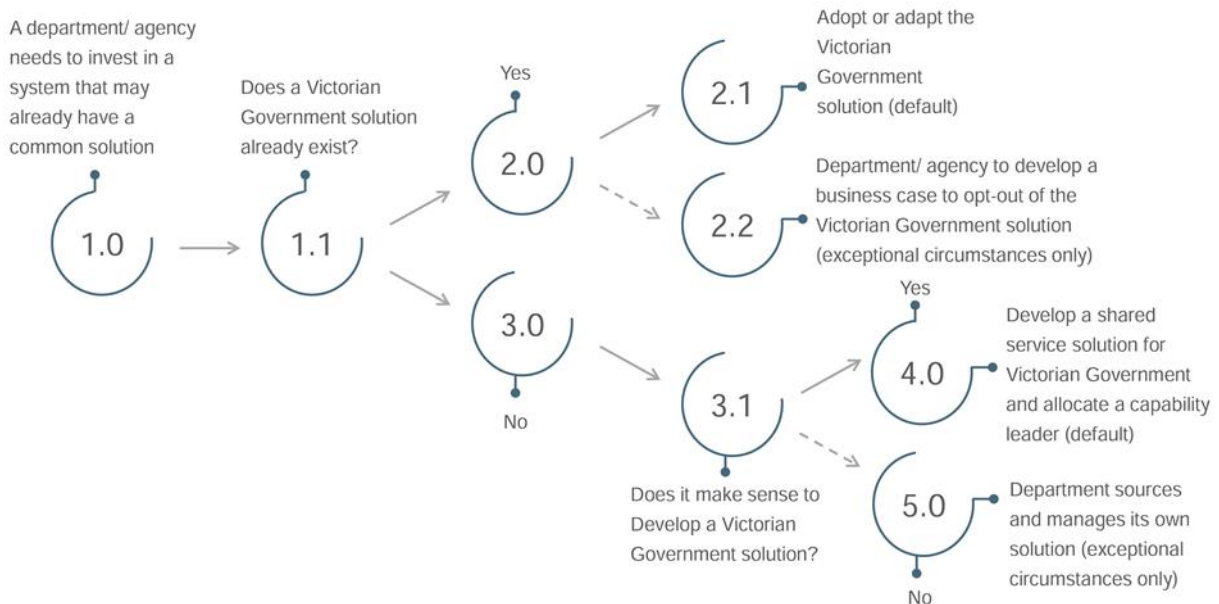 A department/ agency
needs to invest in a
system that may
already have a
common solution
1.0
Does a Victorian
Government solution
already exist?
1.1
Yes
2.0
2.1
Adopt or adapt the
Victorian
Government
solution (default)
2.2
Department/ agency to develop a
business case to opt-out of the
Victorian Government solution
(exceptional circumstances only)
3.0
No
3.1
Does it make sense to
Develop a Victorian
Government solution?
Yes
4.0
Develop a shared
service solution for
Victorian Government
and allocate a capability
leader (default)
5.0
No
Department sources
and manages its own
solution (exceptional
circumstances only)